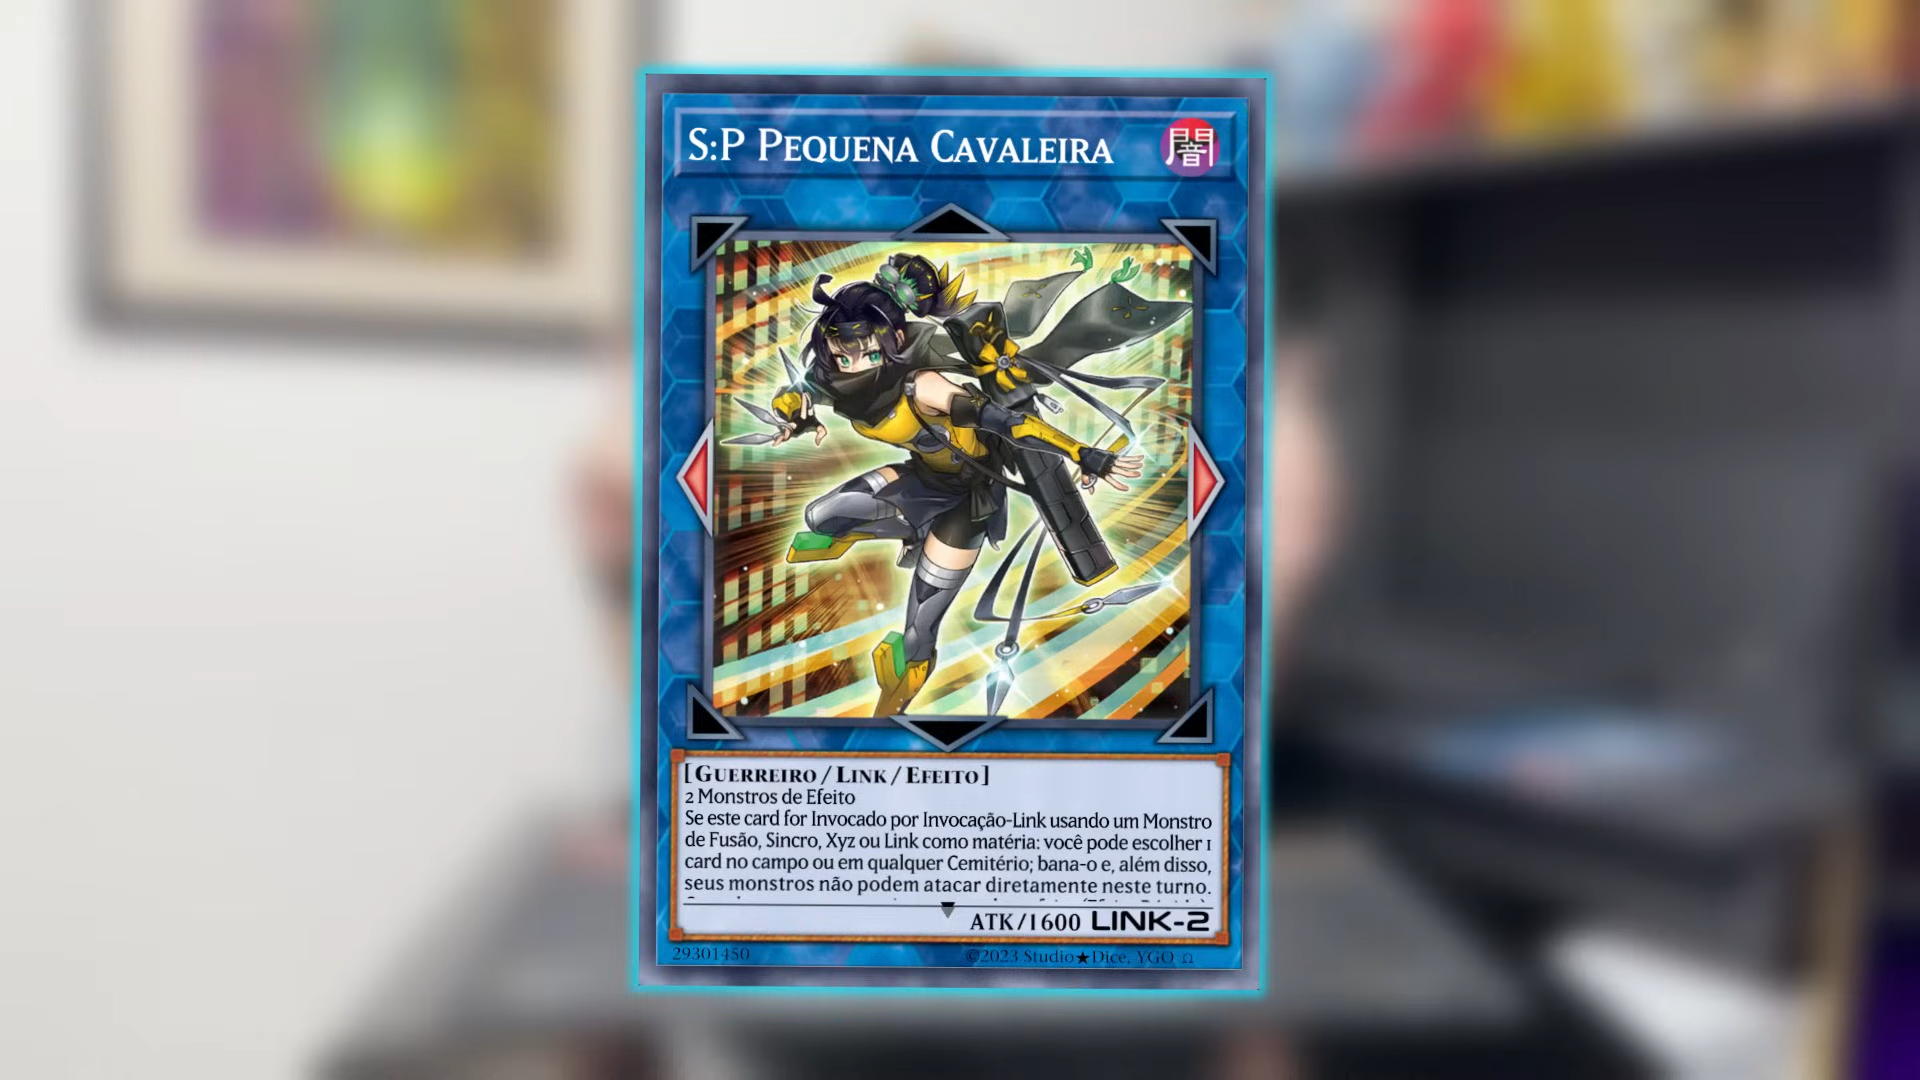 S:P PEQUENA CAVALEIRA
闇
[GUERREIRO/LINK/EFEITO]
2 Monstros de Efeito
Se este card for Invocado por Invocação-Link usando um Monstro
de Fusão, Sincro, Xyz ou Link como matéria: você pode escolher 1
card no campo ou em qualquer Cemitério; bana-o e, além disso,
seus monstros não podem atacar diretamente neste turno.
ATK/1600 LINK-2
29301450
©2023 Studio★Dice, YGO Ω